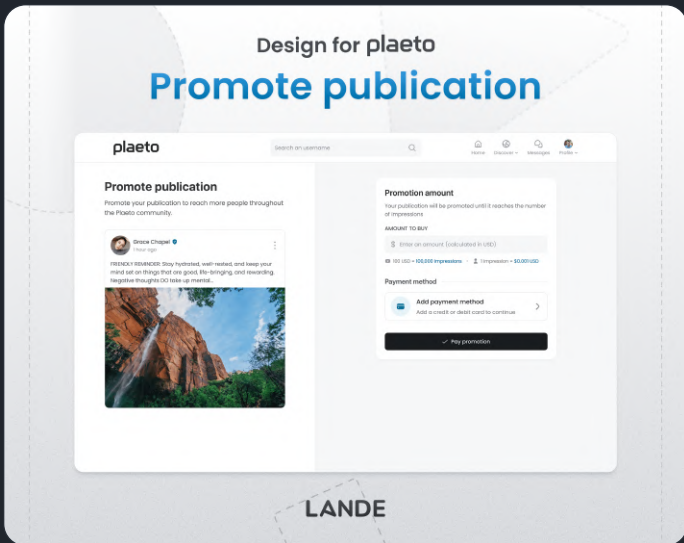 Design for plaeto
Promote publication
plaeto
Search an username
Home
Discover
Messages
Profile
Promote publication
Promote your publication to reach more people throughout
the Plaeto community.
Grace Chapel
1 hour ago
FRIENDLY REMINDER: Stay hydrated, well-rested, and keep your
mind set on things that are good, life-bringing, and rewarding.
Negative thoughts DO take up mental...
Promotion amount
Your publication will be promoted until it reaches the number
of impressions
AMOUNT TO BUY
$ Enter an amount (calculated in USD)
100 USD = 100,000 impressions • 1 impression = $0.001 USD
Payment method
Add payment method
Add a credit or debit card to continue
Pay promotion
LANDE